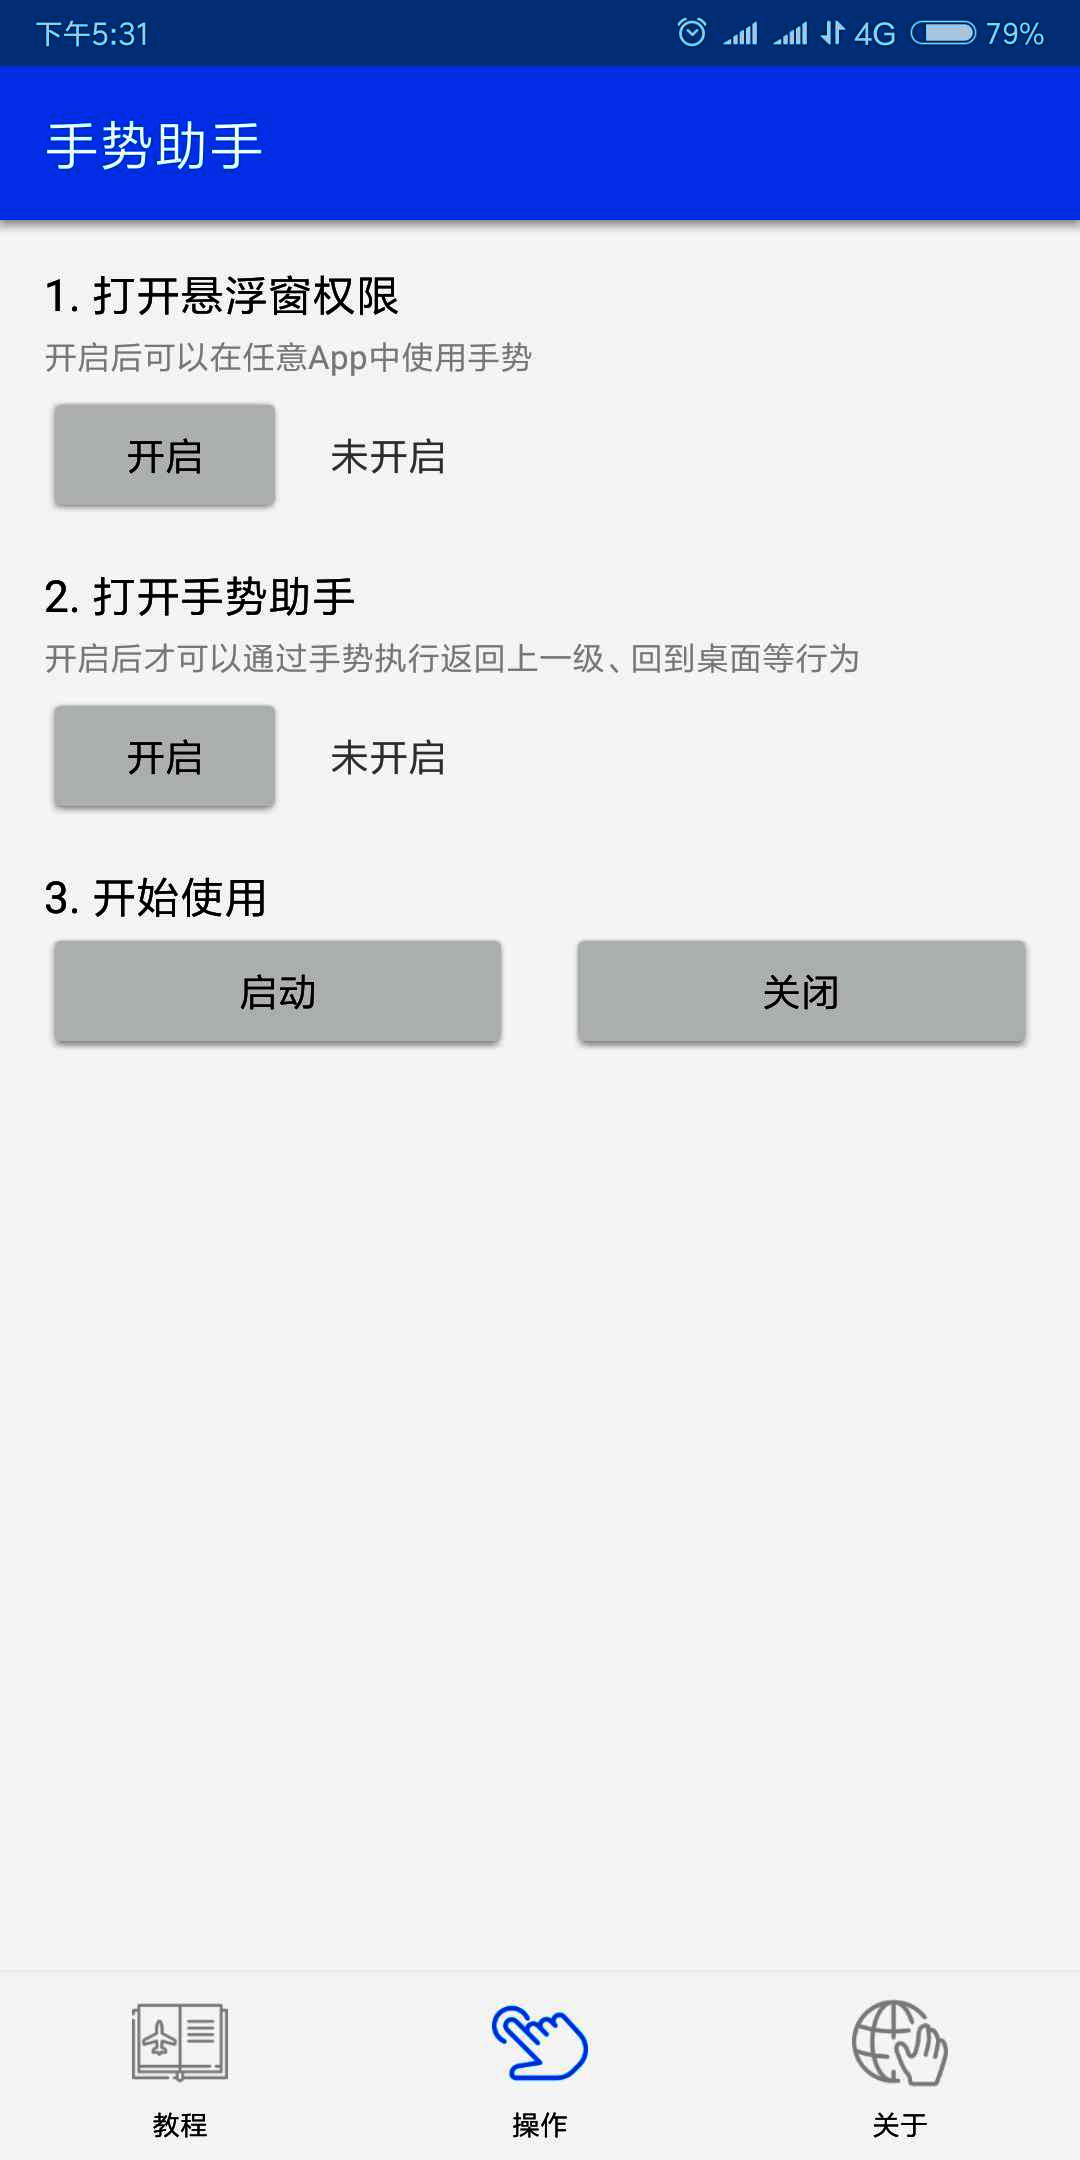 下午5:31 4G 79%
手势助手
1. 打开悬浮窗权限
开启后可以在任意App中使用手势
开启 未开启
2. 打开手势助手
开启后才可以通过手势执行返回上一级、回到桌面等行为
开启 未开启
3. 开始使用
启动 关闭
教程 操作 关于